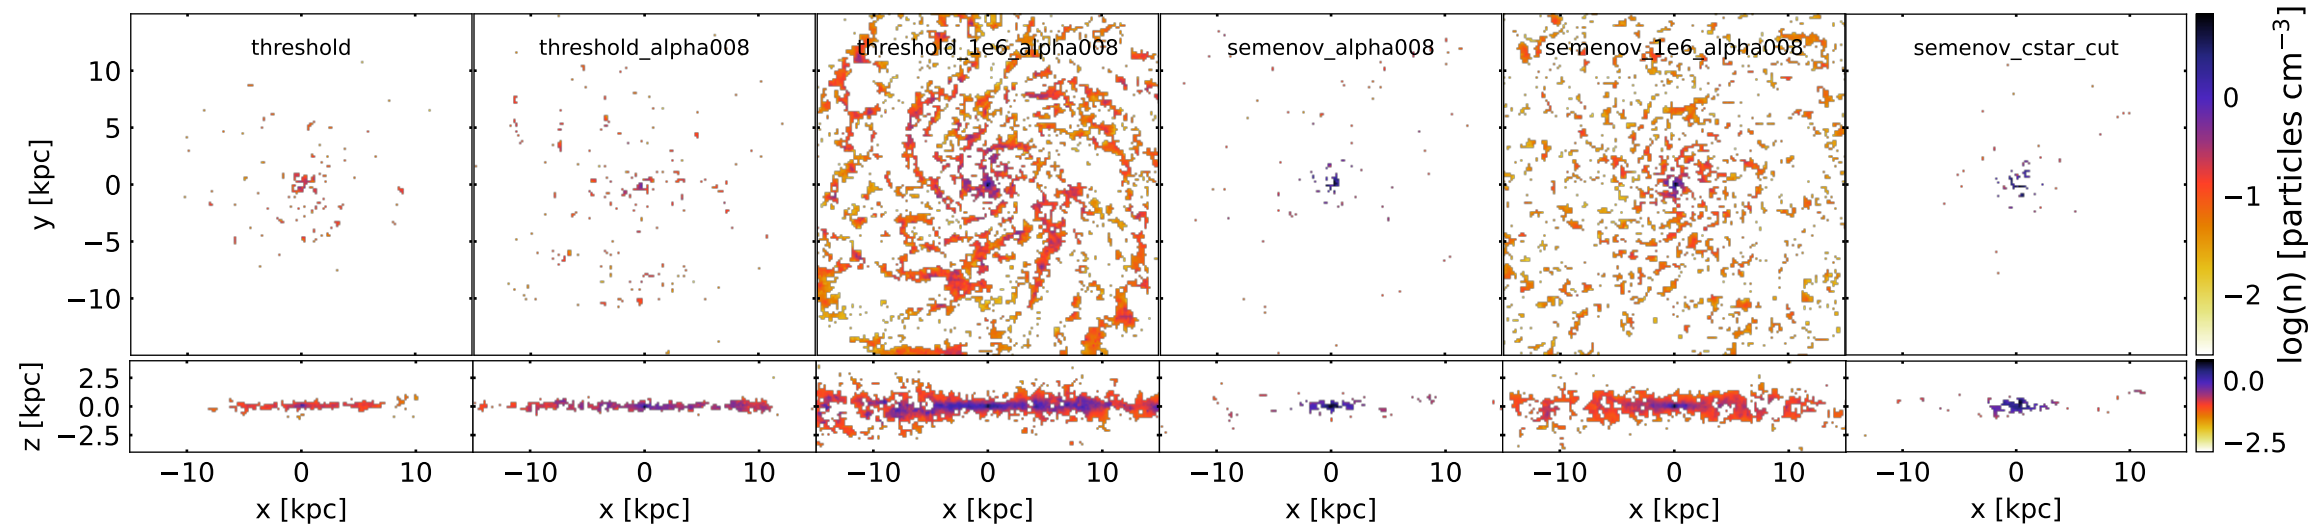 threshold
threshold_alpha008
threshold_1e6_alpha008
semenov_alpha008
semenov_1e6_alpha008
semenov_cstar_cut
10
5
0
−5
−10
y [kpc]
2.5
0.0
−2.5
z [kpc]
−10 0 10
−10 0 10
−10 0 10
−10 0 10
−10 0 10
−10 0 10
x [kpc]
x [kpc]
x [kpc]
x [kpc]
x [kpc]
x [kpc]
0
−1
−2
0.0
−2.5
log(n) [particles cm⁻³]